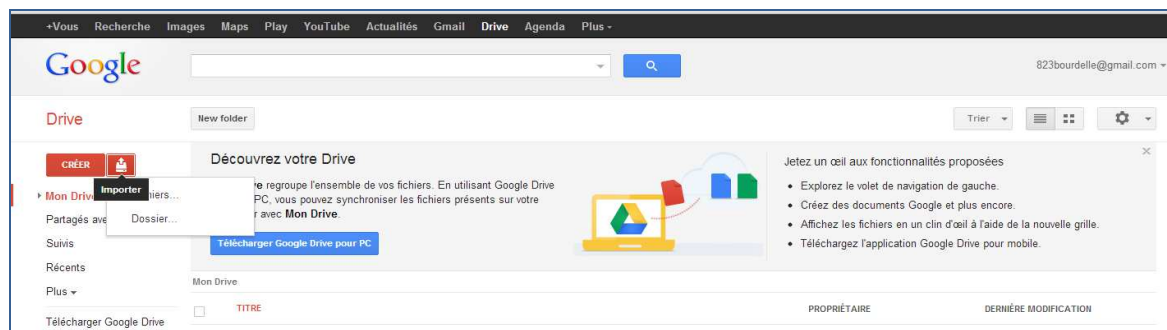 +Vous Recherche Images Maps Play YouTube Actualités Gmail Drive Agenda Plus
Google
823bourdelle@gmail.com
Drive
New folder
Trier
CRÉER
Importer
iers...
Dossier...
Mon Driv
Partagés ave
Suivis
Récents
Plus
Télécharger Google Drive
Découvrez votre Drive
ve regroupe l'ensemble de vos fichiers. En utilisant Google Drive
PC, vous pouvez synchroniser les fichiers présents sur votre
r avec Mon Drive.
Télécharger Google Drive pour PC
Jetez un œil aux fonctionnalités proposées
Explorez le volet de navigation de gauche.
Créez des documents Google et plus encore.
Affichez les fichiers en un clin d'œil à l'aide de la nouvelle grille.
Téléchargez l'application Google Drive pour mobile.
Mon Drive
TITRE PROPRIÉTAIRE DERNIÈRE MODIFICATION